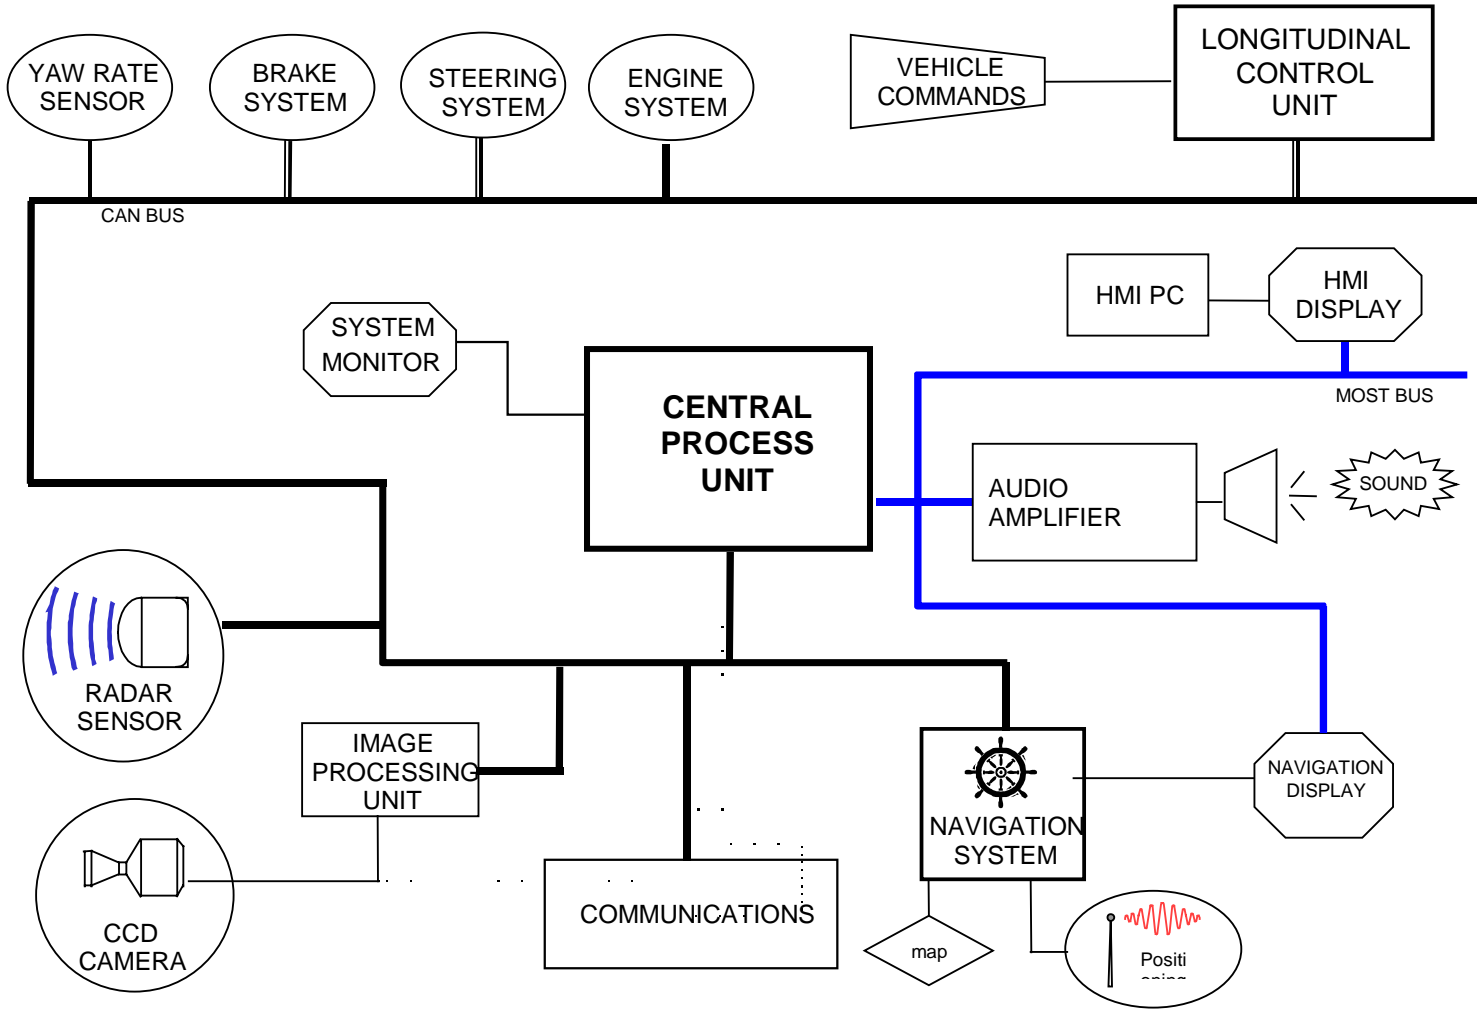 YAW RATE
SENSOR
BRAKE
SYSTEM
STEERING
SYSTEM
ENGINE
SYSTEM
VEHICLE
COMMANDS
LONGITUDINAL
CONTROL
UNIT
CAN BUS
HMI PC
HMI
DISPLAY
SYSTEM
MONITOR
MOST BUS
CENTRAL
PROCESS
UNIT
AUDIO
AMPLIFIER
SOUND
RADAR
SENSOR
IMAGE
PROCESSING
UNIT
NAVIGATION
DISPLAY
NAVIGATION
SYSTEM
COMMUNICATIONS
CCD
CAMERA
map
Positi
oning